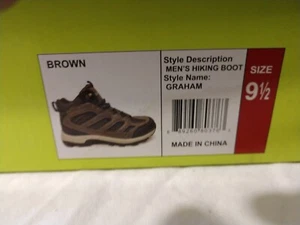 BROWN
Style Description
MEN'S HIKING BOOT
Style Name:
GRAHAM
SIZE
9½
MADE IN CHINA